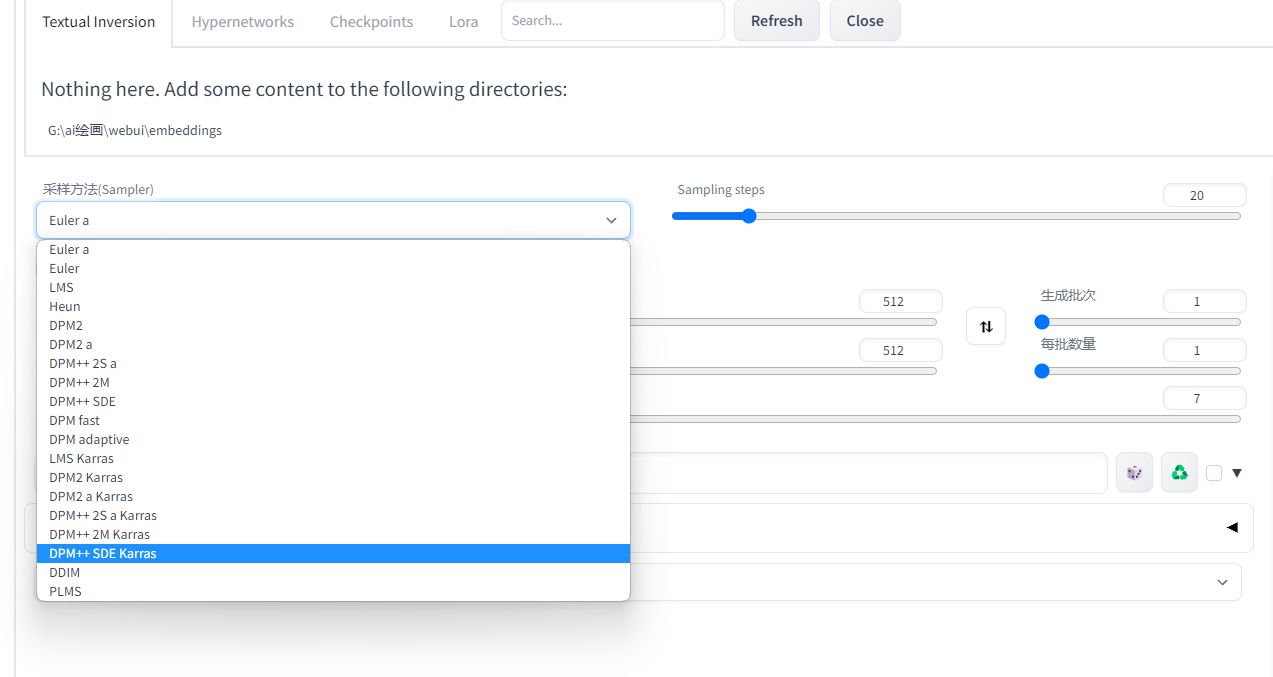 Textual Inversion
Hypernetworks
Checkpoints
Lora
Search...
Refresh
Close
Nothing here. Add some content to the following directories:
G:\ai绘画\webui\embeddings
采样方法(Sampler)
Euler a
Sampling steps
20
Euler a
Euler
LMS
Heun
DPM2
DPM2 a
DPM++ 2S a
DPM++ 2M
DPM++ SDE
DPM fast
DPM adaptive
LMS Karras
DPM2 Karras
DPM2 a Karras
DPM++ 2S a Karras
DPM++ 2M Karras
DPM++ SDE Karras
DDIM
PLMS
512
512
生成批次
1
每批数量
1
7